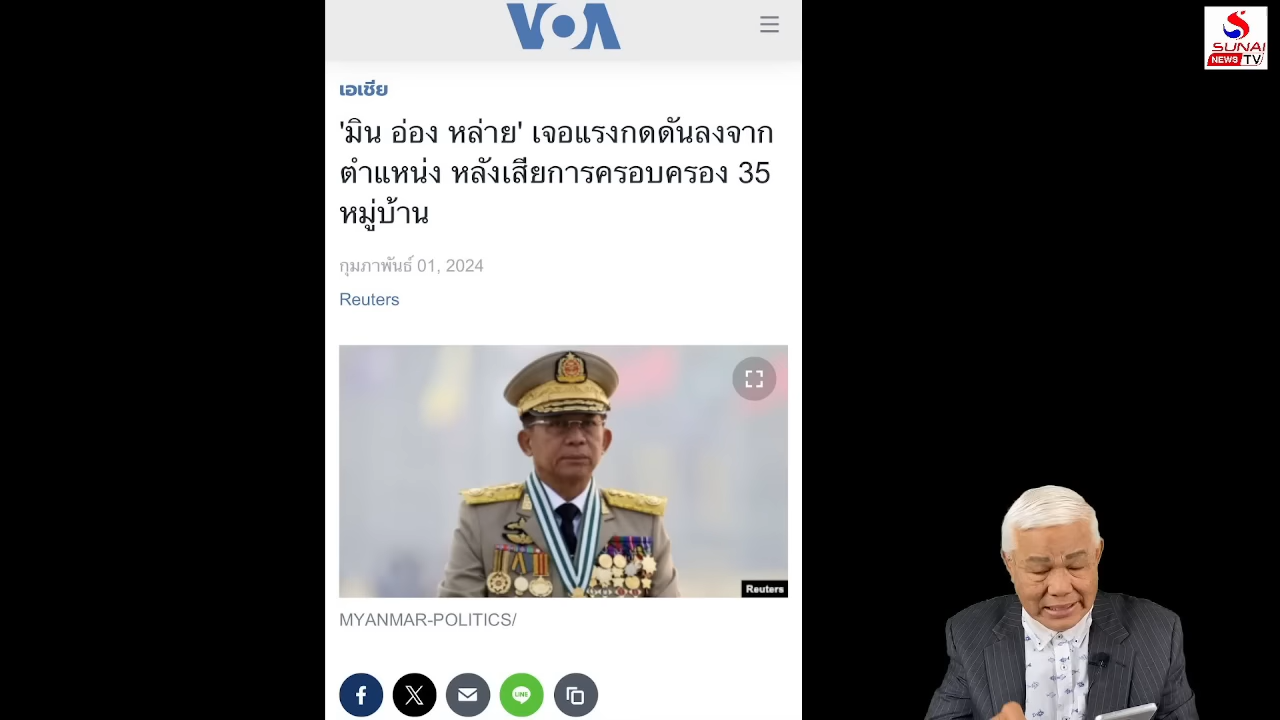 VOA
SUNAI
NEWS TV
เอเชีย
'มิน อ่อง หล่าย' เจอแรงกดดันลงจาก
ตำแหน่ง หลังเสียการครอบครอง 35
หมู่บ้าน
กุมภาพันธ์ 01, 2024
Reuters
Reuters
MYANMAR-POLITICS/
LINE